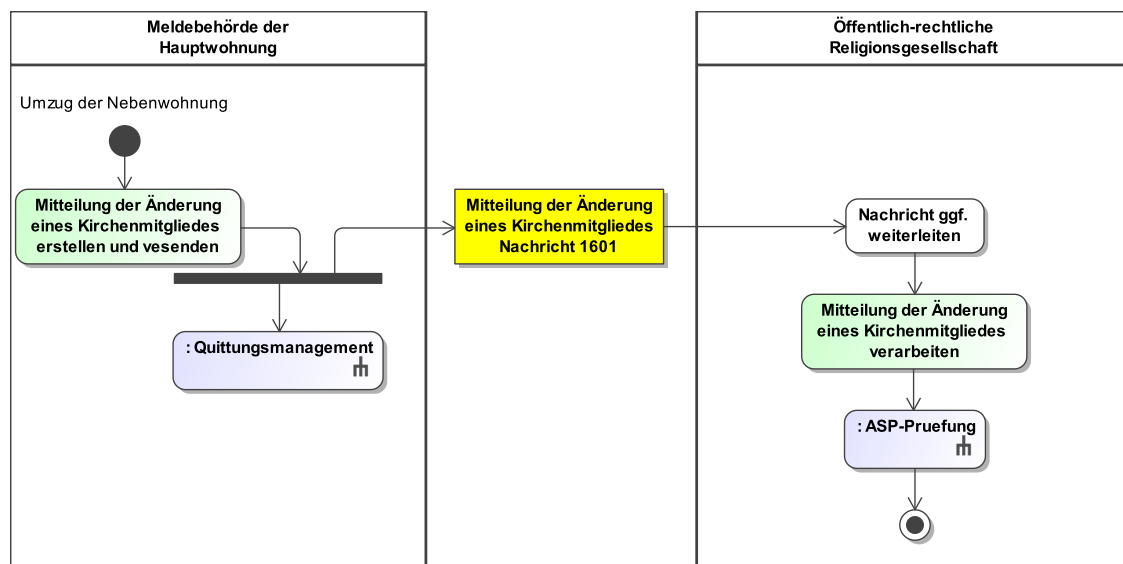 Meldebehörde der
Hauptwohnung
Öffentlich-rechtliche
Religionsgesellschaft
Umzug der Nebenwohnung
Mitteilung der Änderung
eines Kirchenmitgliedes
erstellen und vesenden
Mitteilung der Änderung
eines Kirchenmitgliedes
Nachricht 1601
Nachricht ggf.
weiterleiten
: Quittungsmanagement
Mitteilung der Änderung
eines Kirchenmitgliedes
verarbeiten
: ASP-Pruefung